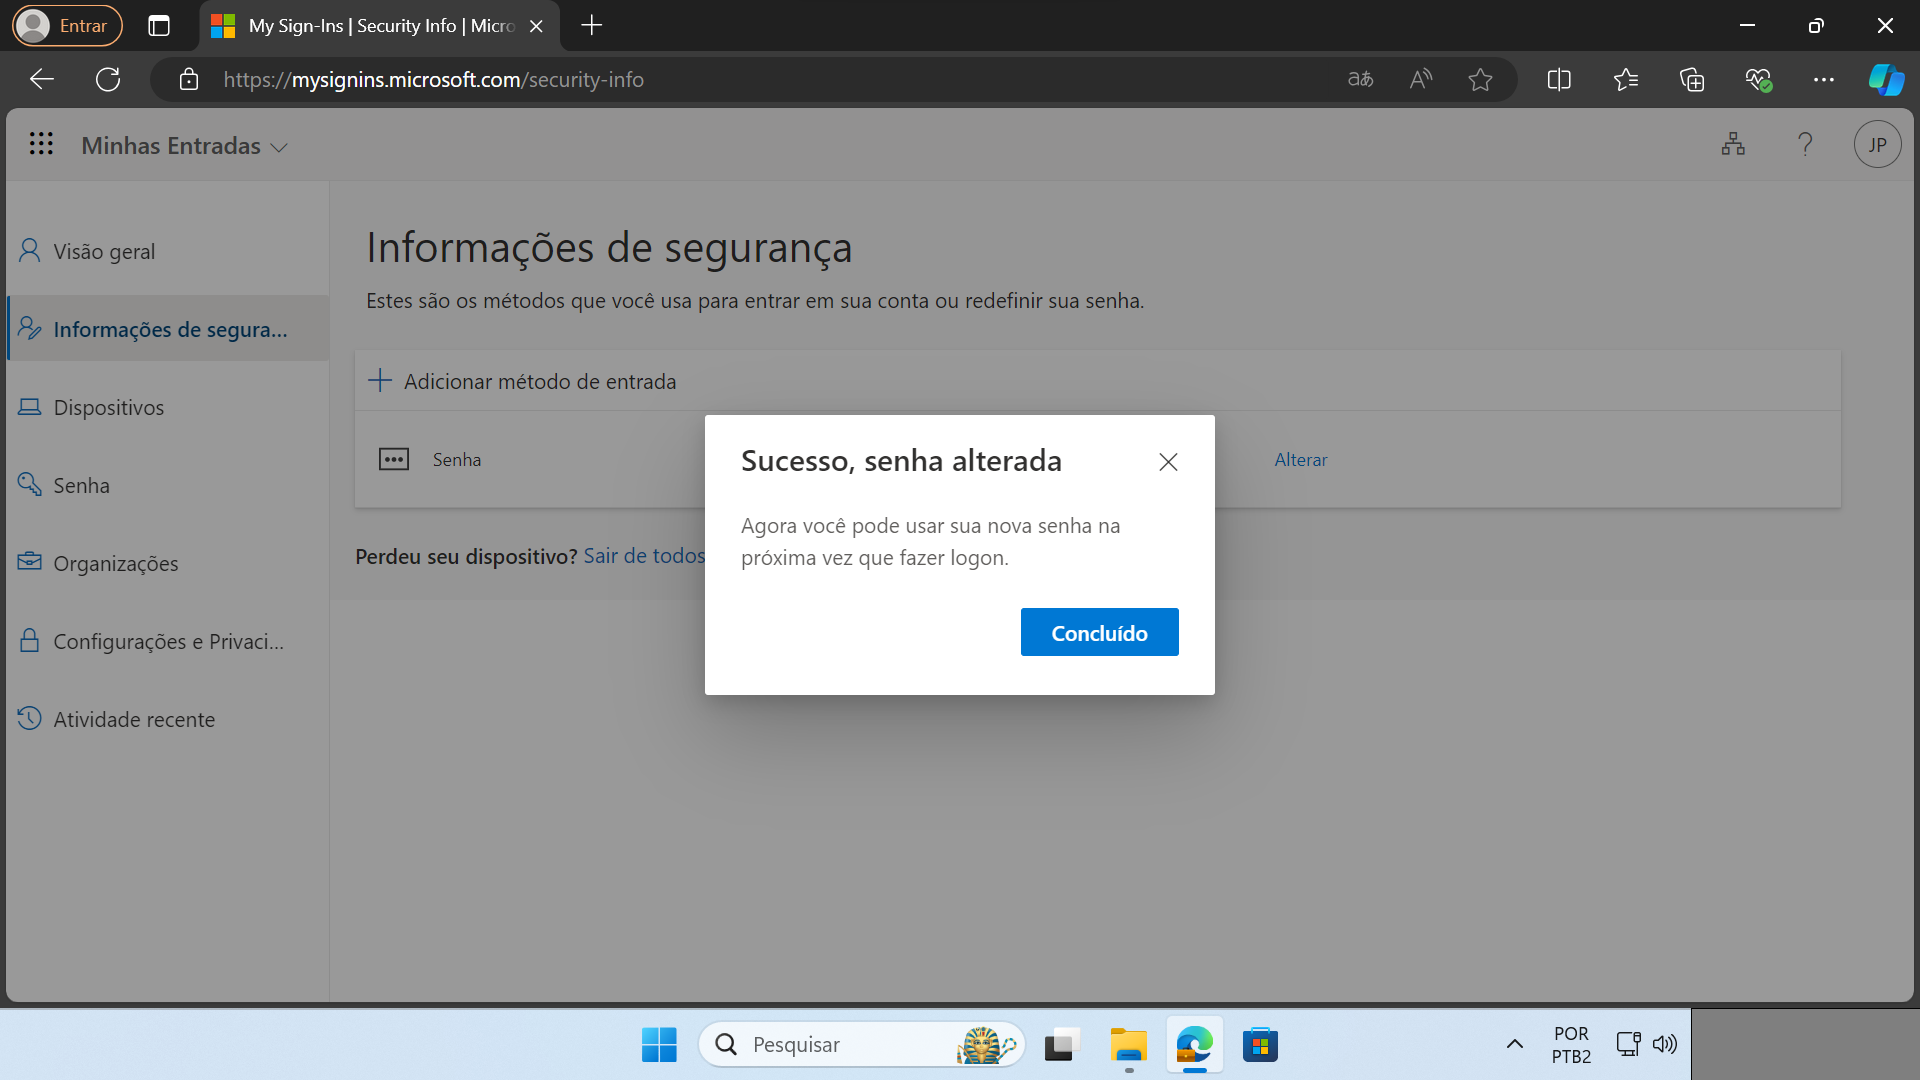 Entrar
My Sign-Ins | Security Info | Micro
https://mysignins.microsoft.com/security-info
Minhas Entradas
JP
Visão geral
Informações de segura...
Dispositivos
Senha
Organizações
Configurações e Privaci...
Atividade recente
Informações de segurança
Estes são os métodos que você usa para entrar em sua conta ou redefinir sua senha.
Adicionar método de entrada
Senha
Alterar
Perdeu seu dispositivo? Sair de todos
Sucesso, senha alterada
Agora você pode usar sua nova senha na
próxima vez que fazer logon.
Concluído
Pesquisar
POR
PTB2